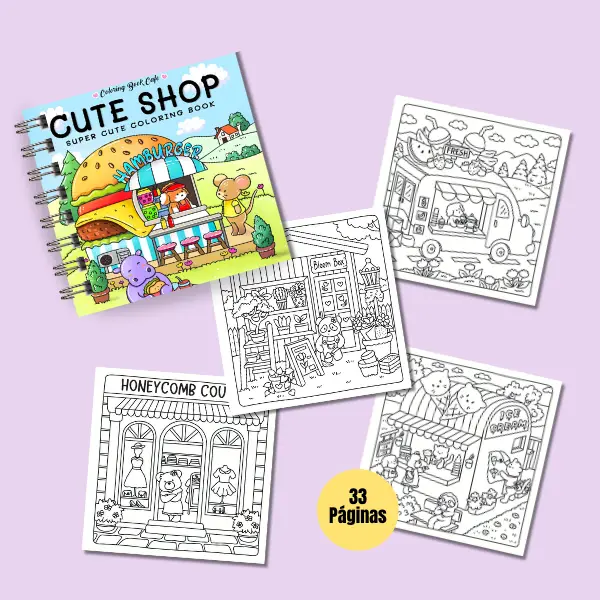 Coloring Book Cafe
CUTE SHOP
SUPER CUTE COLORING BOOK
HAMBURGER
FRESH
Bloom Box
HONEYCOMB COU
ICE
CREAM
33
Páginas